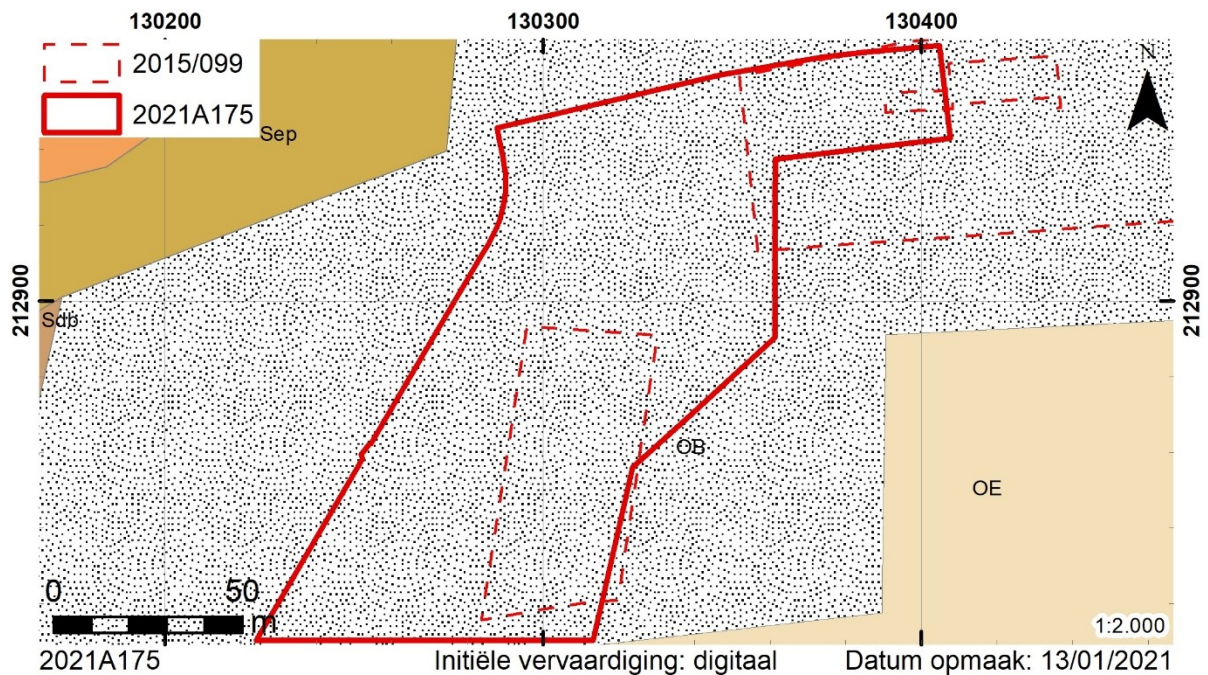 130200 130300 130400
2015/099
2021A175
N
Sep
212900
212900
Sdb
OB
OE
0 50
m
1:2.000
2021A175 Initiële vervaardiging: digitaal Datum opmaak: 13/01/2021